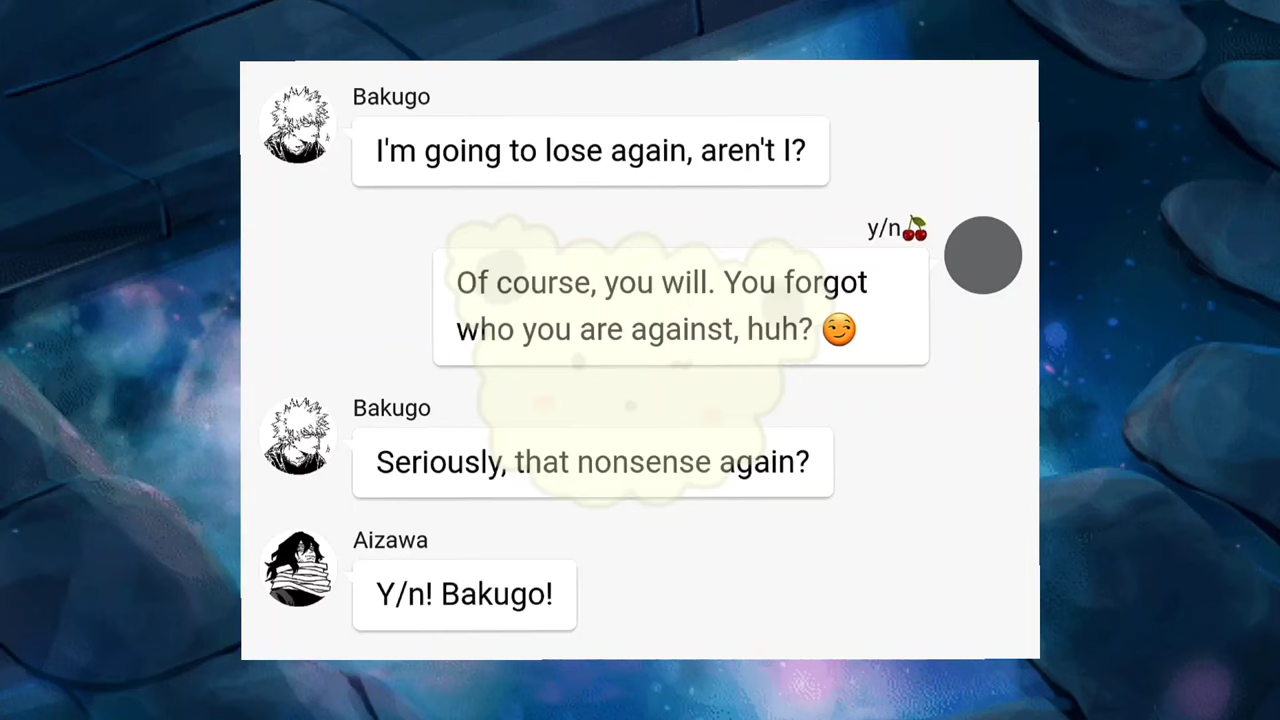 Bakugo
I'm going to lose again, aren't I?
y/n🍒
Of course, you will. You forgot
who you are against, huh? 😏
Bakugo
Seriously, that nonsense again?
Aizawa
Y/n! Bakugo!